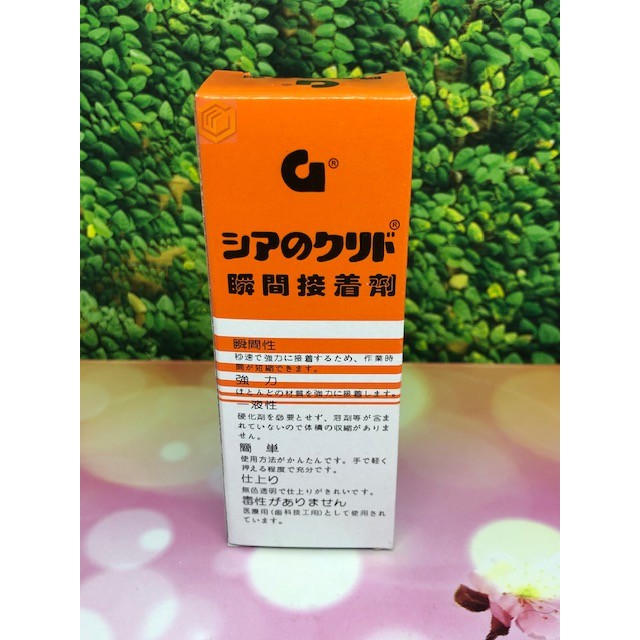 G®
シアのクリド®
瞬間接着劑
瞬間性
秒速で強力に接着するため、作業時
間が短縮できます。
強 力
ほとんどの材質を強力に接着します。
一液性
硬化剤を必要とせず、溶剤等が含ま
れていないので体積の収縮がありま
せん。
簡 単
使用方法がかんたんです。手で軽く
押える程度で充分です。
仕上り
無色透明で仕上りがきれいです。
毒性がありません
医療用(歯科技工用)として使用され
ています。